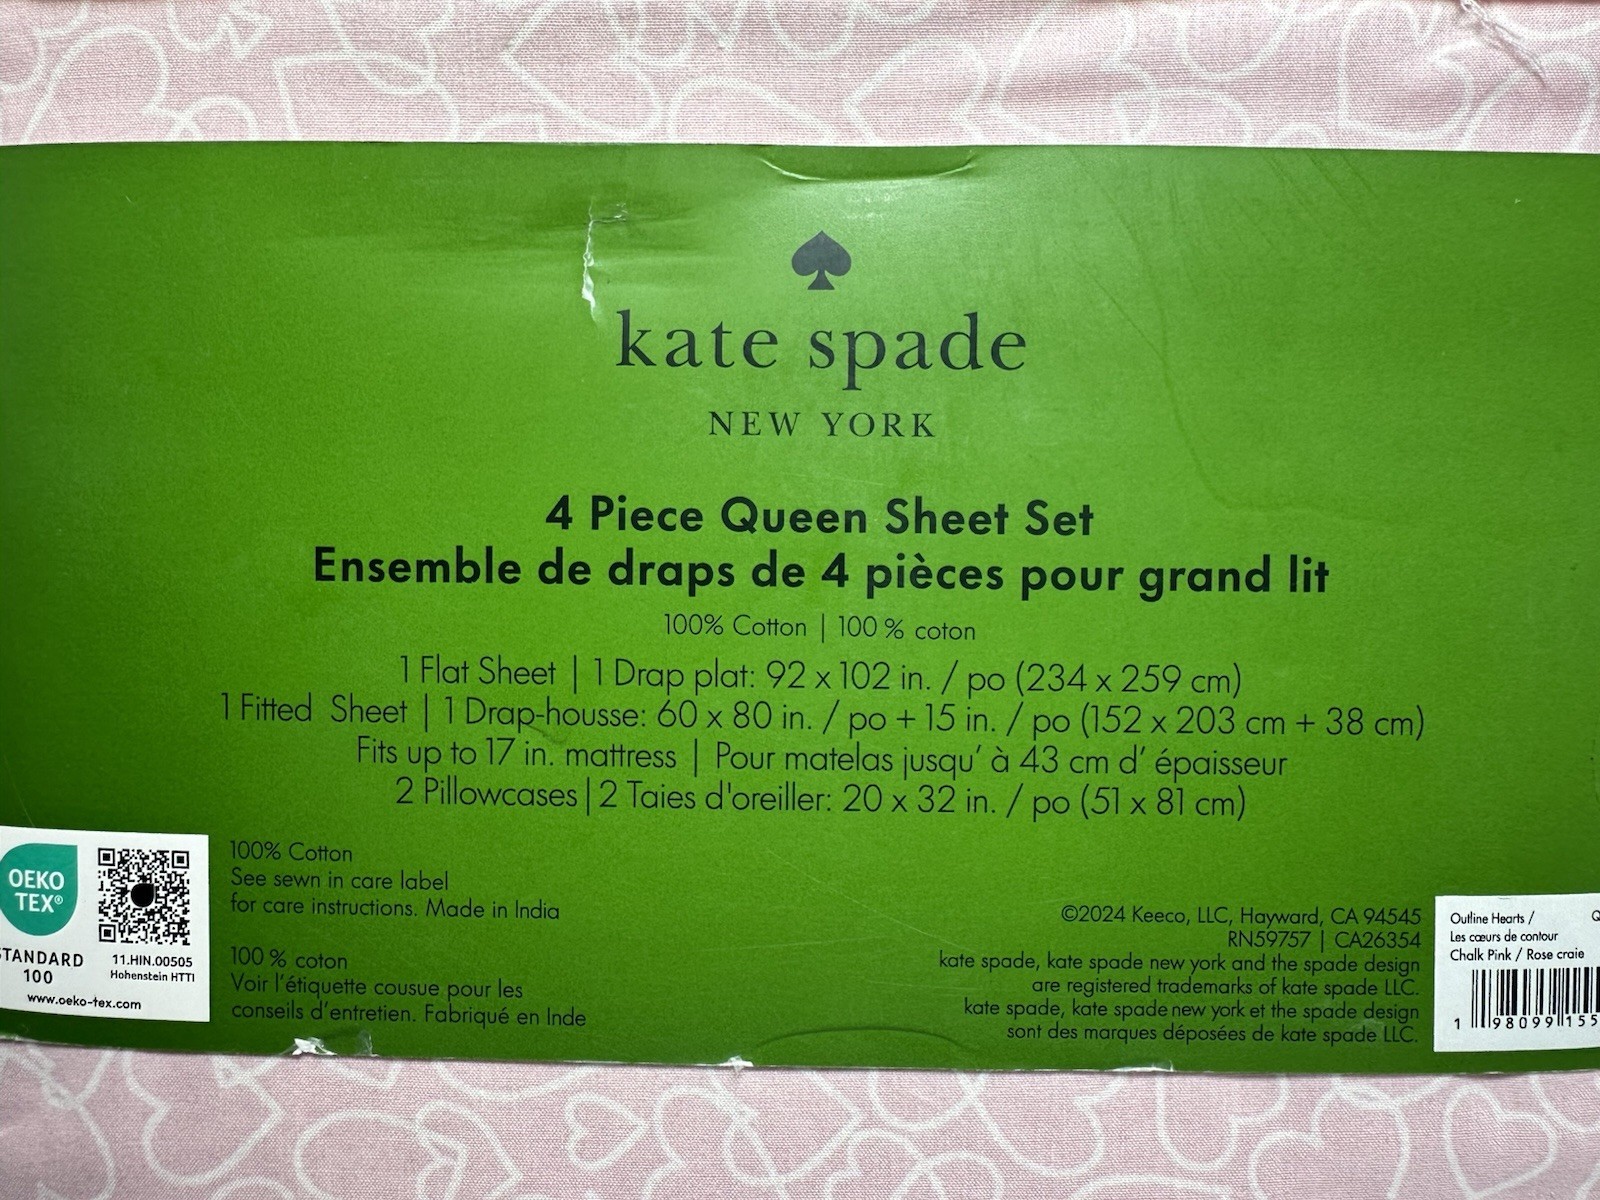 kate spade
NEW YORK
4 Piece Queen Sheet Set
Ensemble de draps de 4 pièces pour grand lit
100% Cotton | 100 % coton
1 Flat Sheet | 1 Drap plat: 92 x 102 in. / po (234 x 259 cm)
1 Fitted Sheet | 1 Drap-housse: 60 x 80 in. / po + 15 in. / po (152 x 203 cm + 38 cm)
Fits up to 17 in. mattress | Pour matelas jusqu' à 43 cm d' épaisseur
2 Pillowcases | 2 Taies d'oreiller: 20 x 32 in. / po (51 x 81 cm)
OEKO
TEX®
STANDARD
100
11.HIN.00505
Hohenstein HTTI
www.oeko-tex.com
100% Cotton
See sewn in care label
for care instructions. Made in India
100 % coton
Voir l'étiquette cousue pour les
conseils d'entretien. Fabriqué en Inde
©2024 Keeco, LLC, Hayward, CA 94545
RN59757 | CA26354
kate spade, kate spade new york and the spade design
are registered trademarks of kate spade LLC.
kate spade, kate spade new york et the spade design
sont des marques déposées de kate spade LLC.
Outline Hearts /
Les cœurs de contour
Chalk Pink / Rose craie
1 98099 155